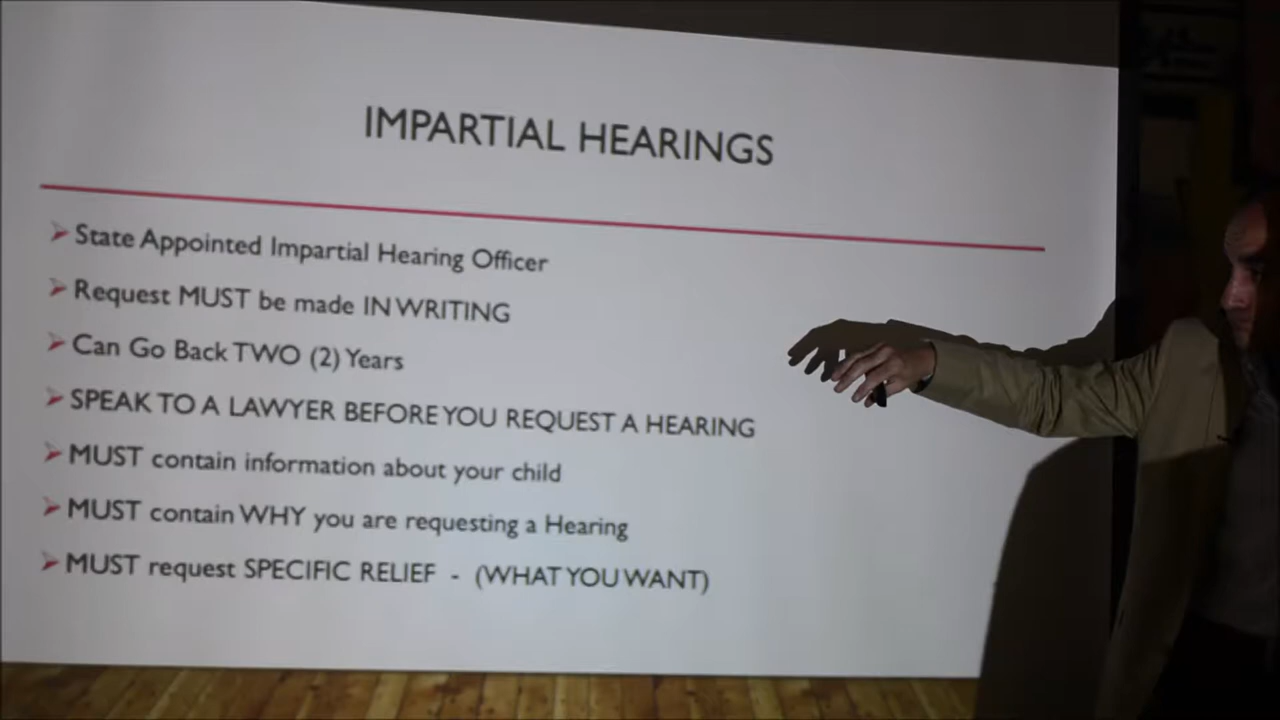 IMPARTIAL HEARINGS
State Appointed Impartial Hearing Officer
Request MUST be made IN WRITING
Can Go Back TWO (2) Years
SPEAK TO A LAWYER BEFORE YOU REQUEST A HEARING
MUST contain information about your child
MUST contain WHY you are requesting a Hearing
MUST request SPECIFIC RELIEF - (WHAT YOU WANT)